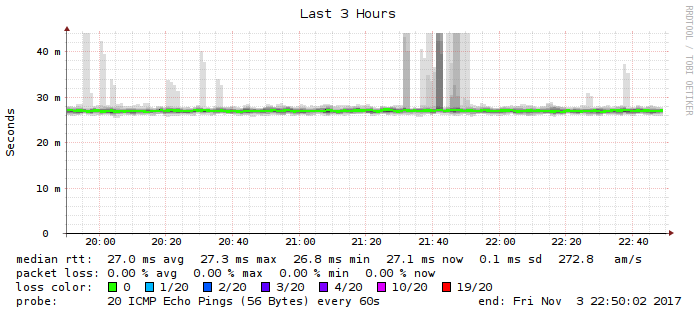 Last 3 Hours
RRDTOOL / TOBI OETIKER
Seconds
40 m
30 m
20 m
10 m
0
20:00 20:20 20:40 21:00 21:20 21:40 22:00 22:20 22:40
median rtt: 27.0 ms avg 27.3 ms max 26.8 ms min 27.1 ms now 0.1 ms sd 272.8 am/s
packet loss: 0.00 % avg 0.00 % max 0.00 % min 0.00 % now
loss color: 0 1/20 2/20 3/20 4/20 10/20 19/20
probe: 20 ICMP Echo Pings (56 Bytes) every 60s end: Fri Nov 3 22:50:02 2017